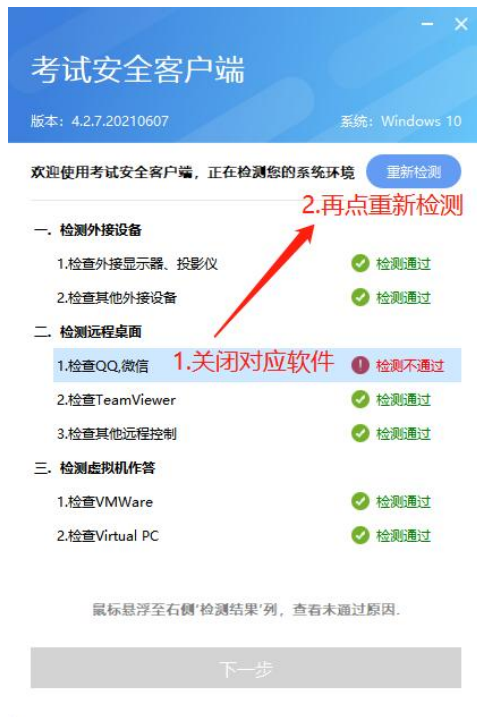 考试安全客户端
版本: 4.2.7.20210607 系统: Windows 10
欢迎使用考试安全客户端, 正在检测您的系统环境 重新检测
2.再点重新检测
一. 检测外接设备
1.检查外接显示器、投影仪 检测通过
2.检查其他外接设备 检测通过
二. 检测远程桌面
1.检查QQ,微信 1.关闭对应软件 检测不通过
2.检查TeamViewer 检测通过
3.检查其他远程控制 检测通过
三. 检测虚拟机作答
1.检查VMWare 检测通过
2.检查Virtual PC 检测通过
鼠标悬浮至右侧'检测结果'列, 查看未通过原因.
下一步